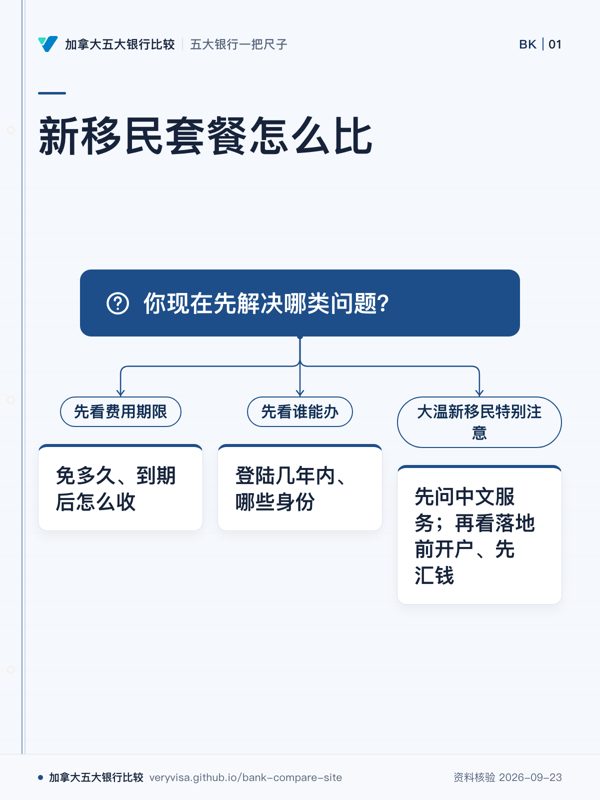 加拿大五大银行比较 | 五大银行一把尺子
BK | 01
新移民套餐怎么比
你现在先解决哪类问题?
先看费用期限
免多久、到期
后怎么收
先看谁能办
登陆几年内、
哪些身份
大温新移民特别注
意
先问中文服
务；再看落地
前开户、先
汇钱
加拿大五大银行比较 veryvisa.github.io/bank-compare-site
资料核验 2026-09-23